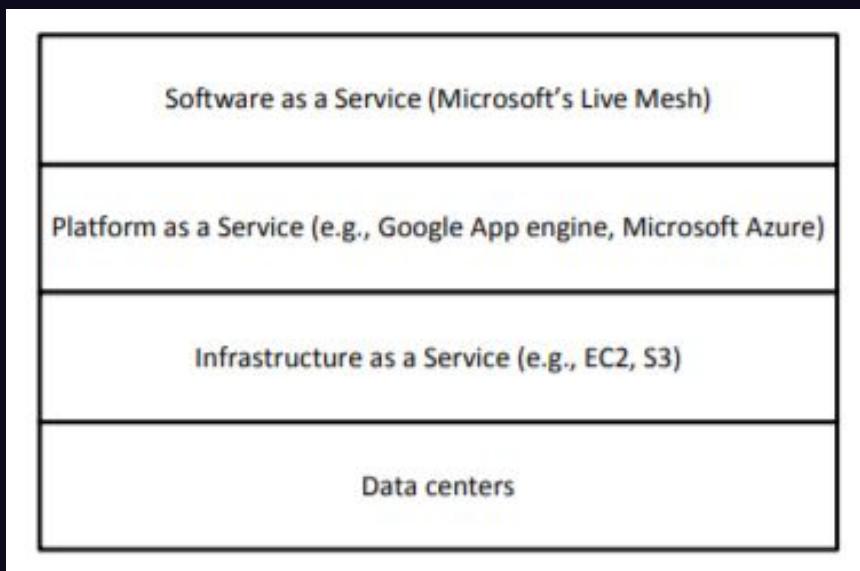 Software as a Service (Microsoft's Live Mesh)
Platform as a Service (e.g., Google App engine, Microsoft Azure)
Infrastructure as a Service (e.g., EC2, S3)
Data centers